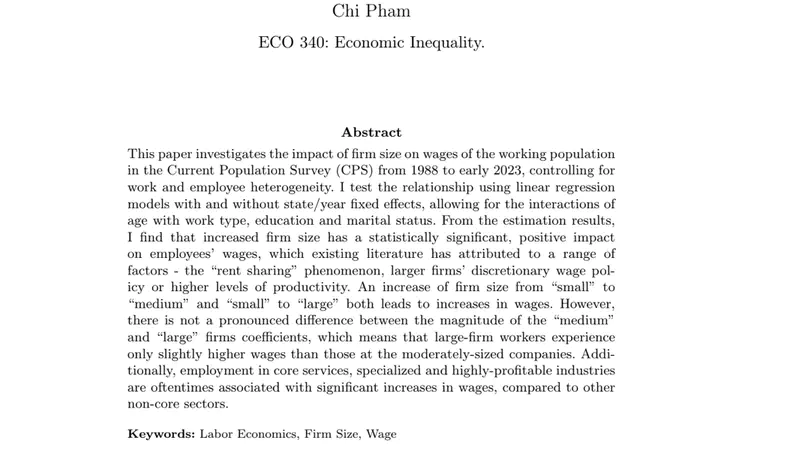 Chi Pham
ECO 340: Economic Inequality.
Abstract
This paper investigates the impact of firm size on wages of the working population
in the Current Population Survey (CPS) from 1988 to early 2023, controlling for
work and employee heterogeneity. I test the relationship using linear regression
models with and without state/year fixed effects, allowing for the interactions of
age with work type, education and marital status. From the estimation results,
I find that increased firm size has a statistically significant, positive impact
on employees' wages, which existing literature has attributed to a range of
factors - the “rent sharing” phenomenon, larger firms' discretionary wage pol-
icy or higher levels of productivity. An increase of firm size from “small” to
“medium” and “small” to “large” both leads to increases in wages. However,
there is not a pronounced difference between the magnitude of the “medium”
and “large” firms coefficients, which means that large-firm workers experience
only slightly higher wages than those at the moderately-sized companies. Addi-
tionally, employment in core services, specialized and highly-profitable industries
are oftentimes associated with significant increases in wages, compared to other
non-core sectors.
Keywords: Labor Economics, Firm Size, Wage